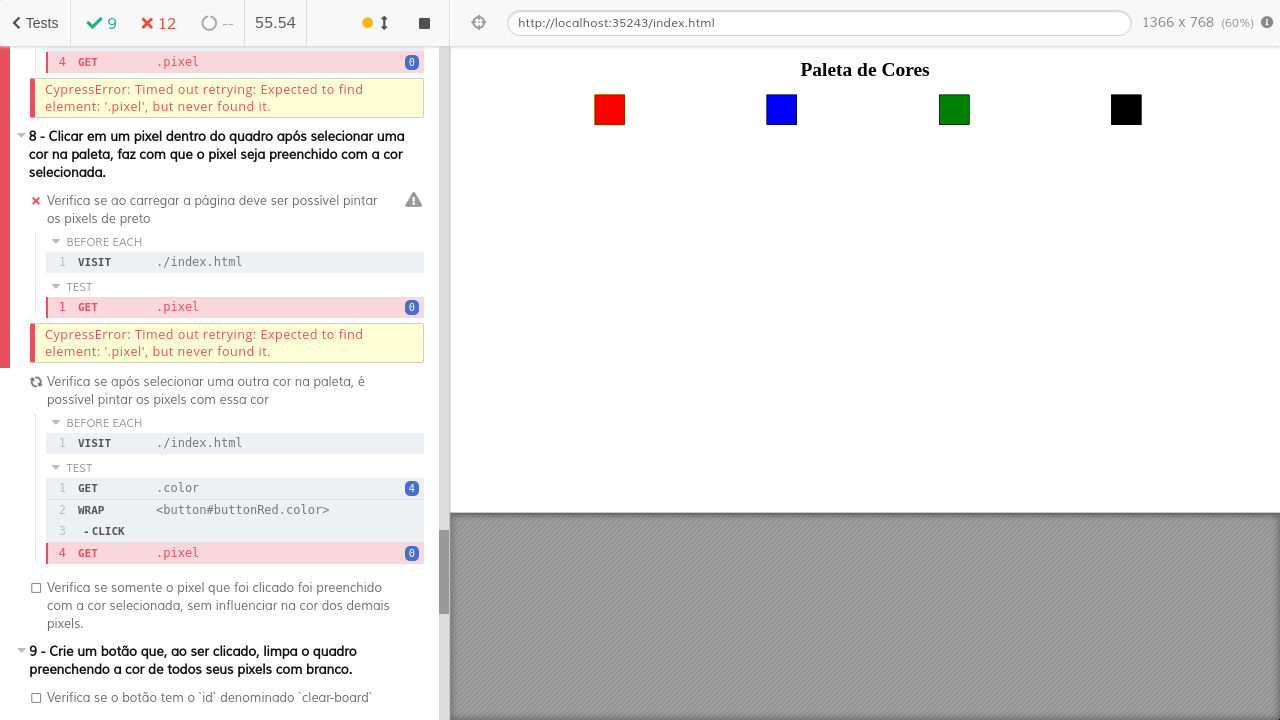 Tests 9 12 -- 55.54 http://localhost:35243/index.html 1366 x 768 (60%)
4 GET .pixel 0
CypressError: Timed out retrying: Expected to find
element: '.pixel', but never found it.
8 - Clicar em um pixel dentro do quadro após selecionar uma
cor na paleta, faz com que o pixel seja preenchido com a cor
selecionada.
Verifica se ao carregar a página deve ser possível pintar
os pixels de preto
BEFORE EACH
1 VISIT ./index.html
TEST
1 GET .pixel 0
CypressError: Timed out retrying: Expected to find
element: '.pixel', but never found it.
Verifica se após selecionar uma outra cor na paleta, é
possível pintar os pixels com essa cor
BEFORE EACH
1 VISIT ./index.html
TEST
1 GET .color 4
2 WRAP <button#buttonRed.color>
3 - CLICK
4 GET .pixel 0
Verifica se somente o pixel que foi clicado foi preenchido
com a cor selecionada, sem influenciar na cor dos demais
pixels.
9 - Crie um botão que, ao ser clicado, limpa o quadro
preenchendo a cor de todos seus pixels com branco.
Verifica se o botão tem o `id` denominado `clear-board`
Paleta de Cores